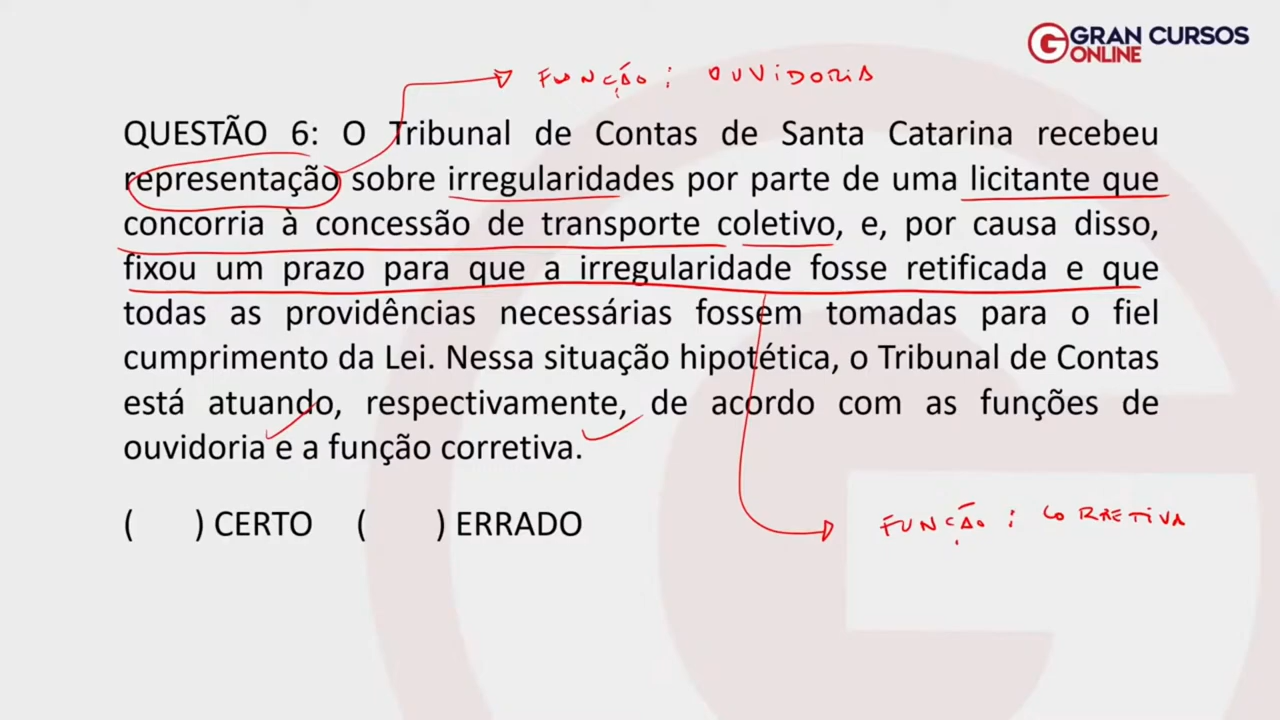 GRAN CURSOS
ONLINE
FUNÇÃO: OUVIDORIA
QUESTÃO 6: O Tribunal de Contas de Santa Catarina recebeu
representação sobre irregularidades por parte de uma licitante que
concorria à concessão de transporte coletivo, e, por causa disso,
fixou um prazo para que a irregularidade fosse retificada e que
todas as providências necessárias fossem tomadas para o fiel
cumprimento da Lei. Nessa situação hipotética, o Tribunal de Contas
está atuando, respectivamente, de acordo com as funções de
ouvidoria e a função corretiva.
( ) CERTO ( ) ERRADO
FUNÇÃO: CORRETIVA